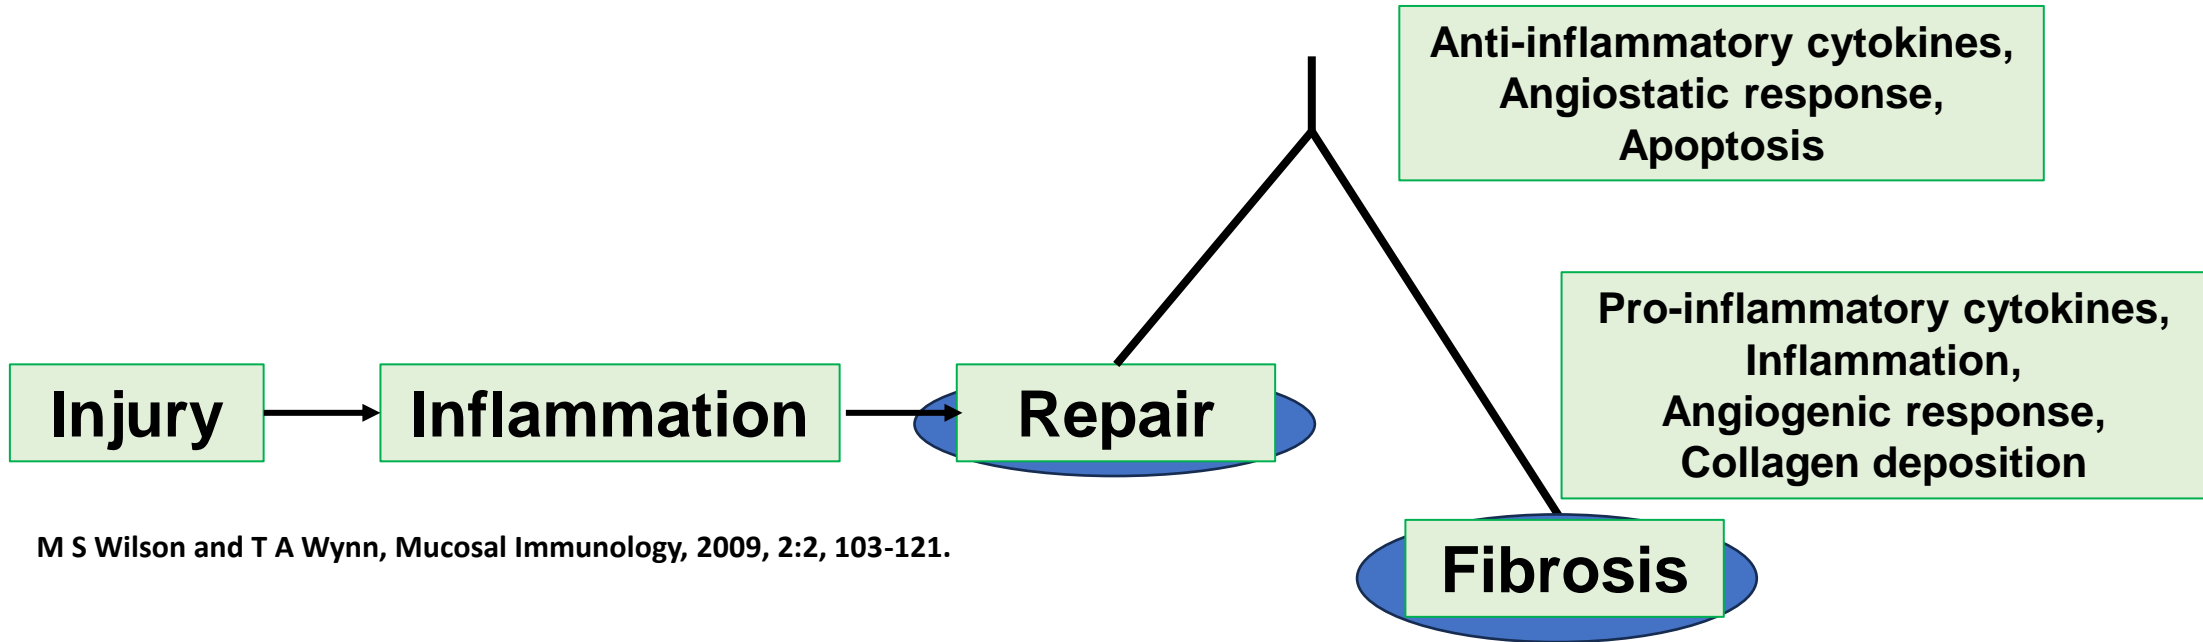 Anti-inflammatory cytokines,
Angiostatic response,
Apoptosis
Pro-inflammatory cytokines,
Inflammation,
Angiogenic response,
Collagen deposition
Injury
Inflammation
Repair
Fibrosis
M S Wilson and T A Wynn, Mucosal Immunology, 2009, 2:2, 103-121.